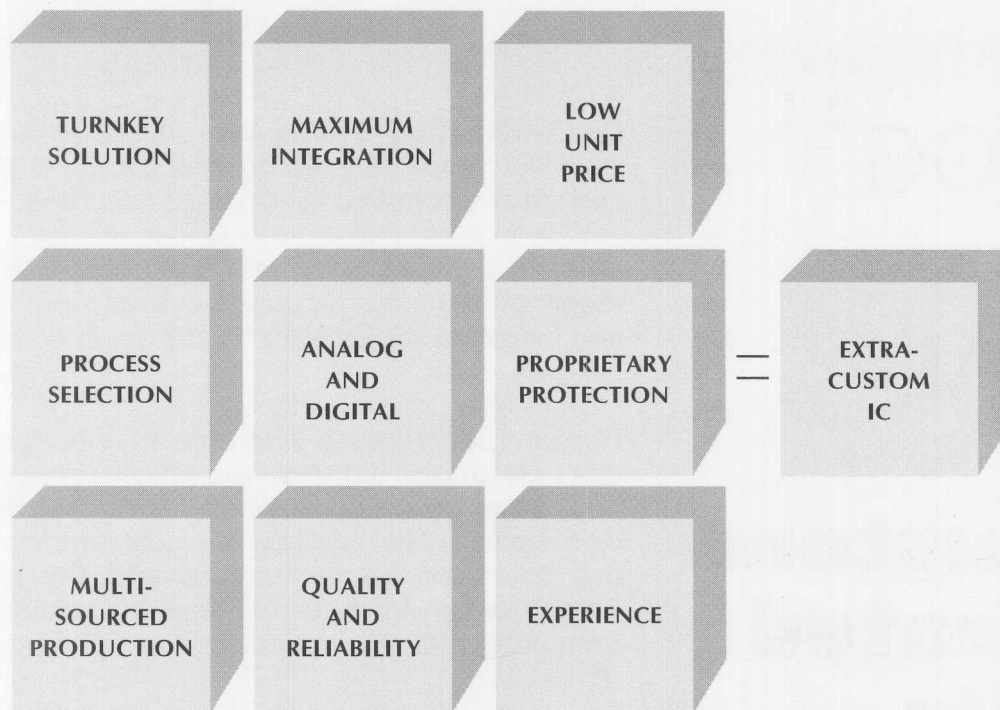 TURNKEY
SOLUTION
MAXIMUM
INTEGRATION
LOW
UNIT
PRICE
PROCESS
SELECTION
ANALOG
AND
DIGITAL
PROPRIETARY
PROTECTION
=
EXTRA-
CUSTOM
IC
MULTI-
SOURCED
PRODUCTION
QUALITY
AND
RELIABILITY
EXPERIENCE